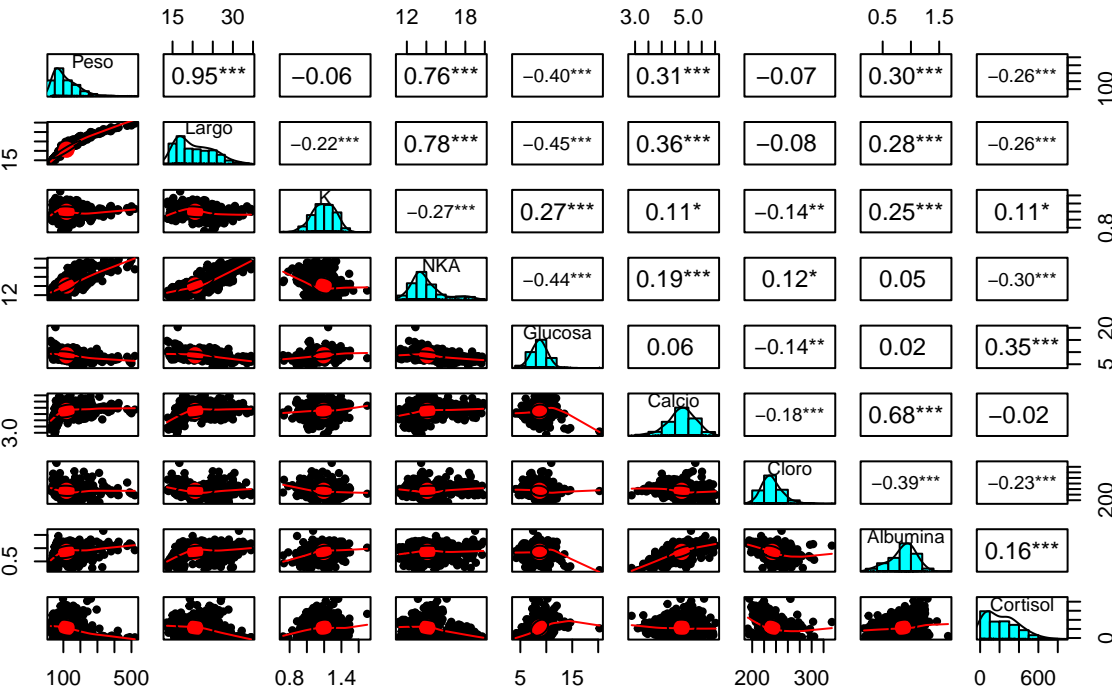 15 30 12 18 3.0 5.0 0.5 1.5
Peso 0.95*** −0.06 0.76*** −0.40*** 0.31*** −0.07 0.30*** −0.26*** 100
15 Largo −0.22*** 0.78*** −0.45*** 0.36*** −0.08 0.28*** −0.26***
K −0.27*** 0.27*** 0.11* −0.14** 0.25*** 0.11* 0.8
12 NKA −0.44*** 0.19*** 0.12* 0.05 −0.30***
Glucosa 0.06 −0.14** 0.02 0.35*** 5 20
3.0 Calcio −0.18*** 0.68*** −0.02
Cloro −0.39*** −0.23*** 200
0.5 Albumina 0.16***
Cortisol 0
100 500 0.8 1.4 5 15 200 300 0 600